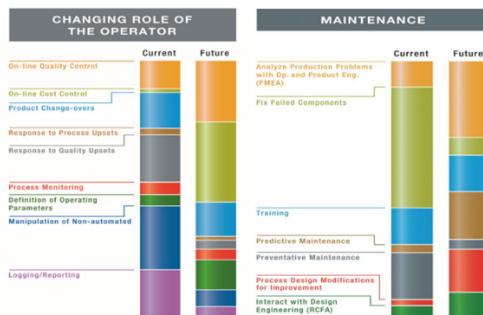 CHANGING ROLE OF
THE OPERATOR
Current
Future
On-line Quality Control
On-line Cost Control
Product Change-overs
Response to Process Upsets
Response to Quality Upsets
Process Monitoring
Definition of Operating
Parameters
Manipulation of Non-automated
Logging/Reporting
MAINTENANCE
Current
Future
Analyze Production Problems
with Op. and Product Eng.
(FMEA)
Fix Failed Components
Training
Predictive Maintenance
Preventative Maintenance
Process Design Modifications
for Improvement
Interact with Design
Engineering (RCFA)